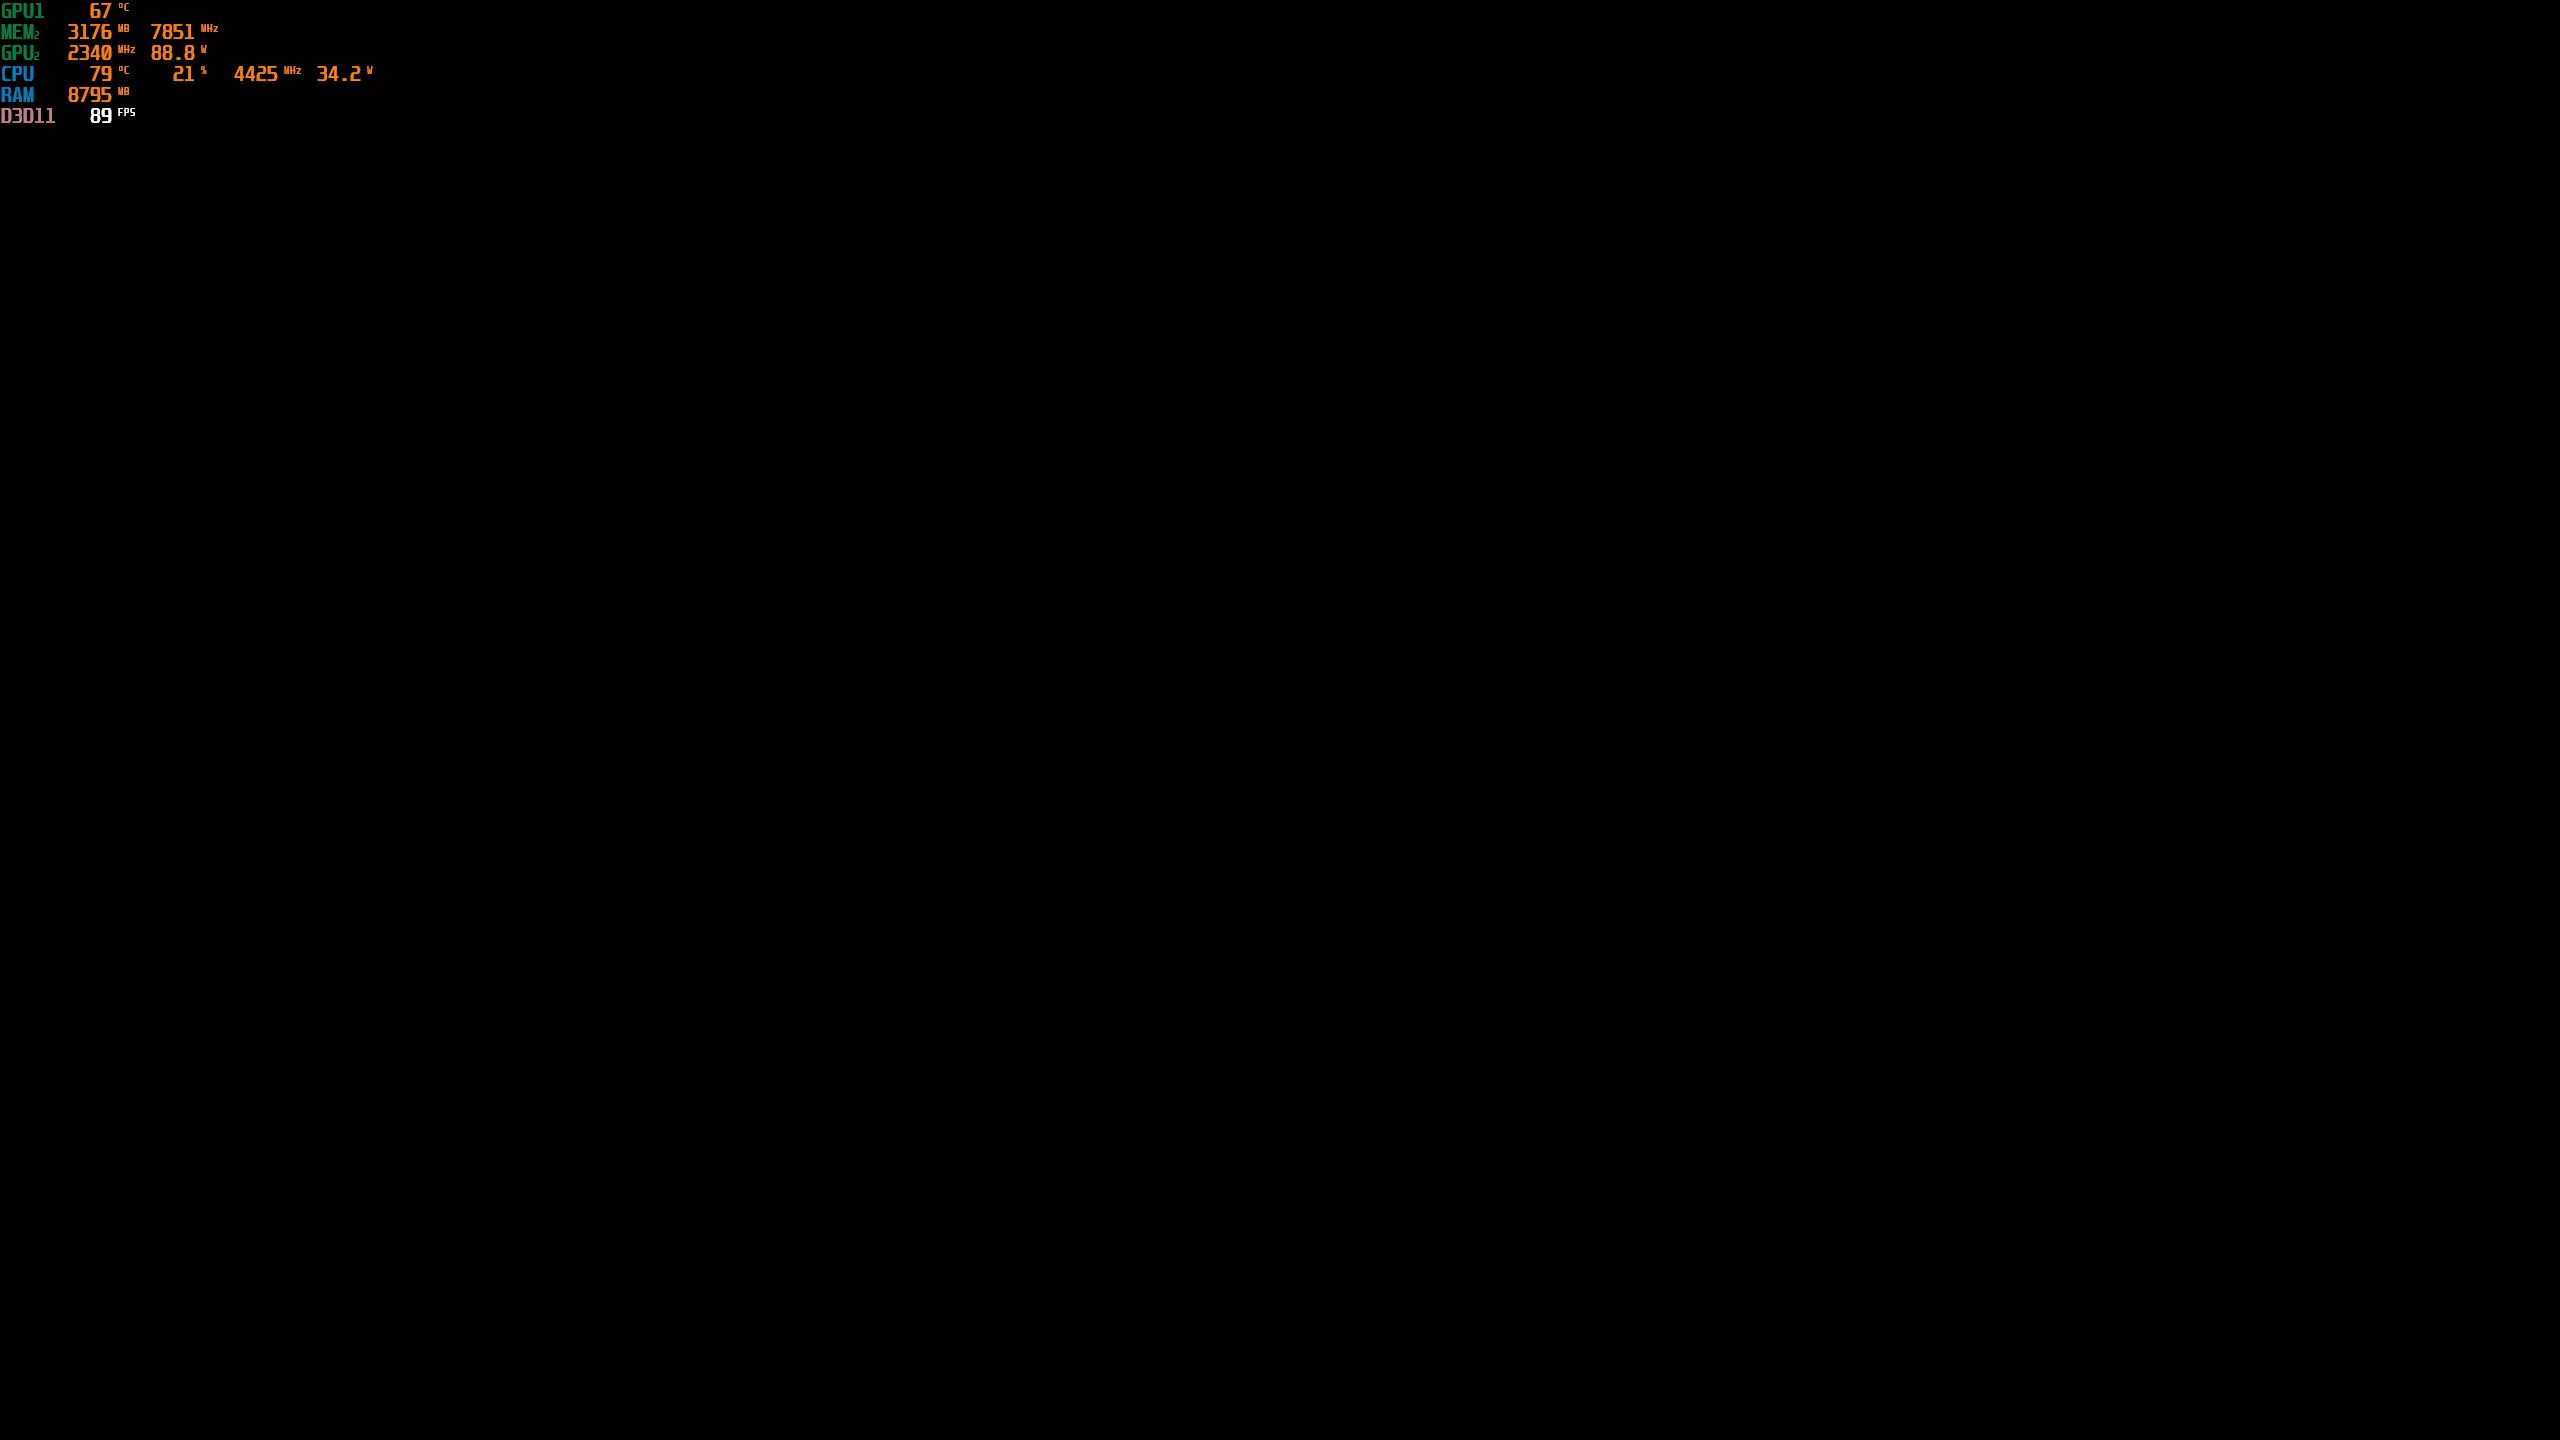 GPU1 67 °C
MEM2 3176 MB 7851 MHz
GPU2 2340 MHz 88.8 W
CPU 79 °C 21 % 4425 MHz 34.2 W
RAM 8795 MB
D3D11 89 FPS